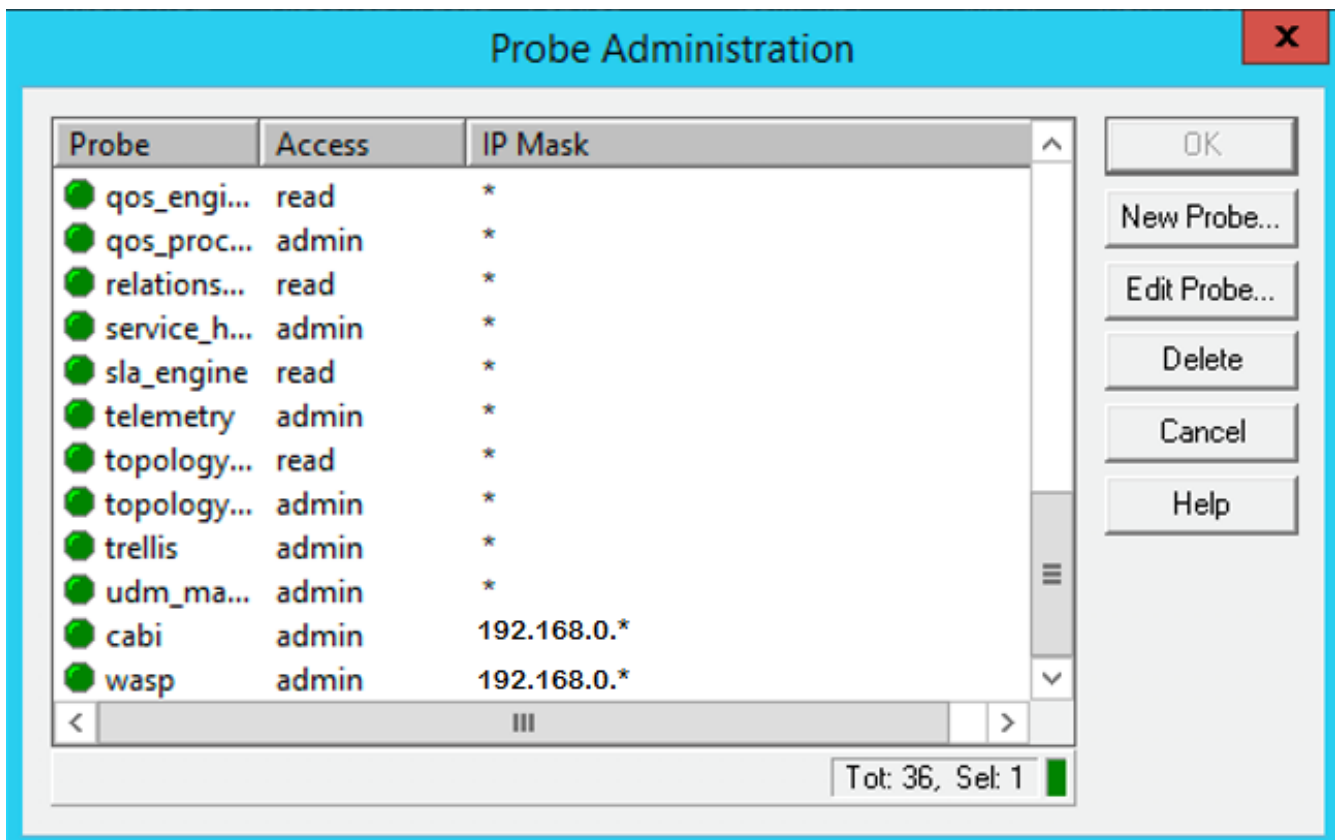 Probe Administration
x
Probe Access IP Mask
OK
qos_engi... read *
New Probe...
qos_proc... admin *
relations... read *
Edit Probe...
service_h... admin *
sla_engine read *
Delete
telemetry admin *
Cancel
topology... read *
topology... admin *
Help
trellis admin *
udm_ma... admin *
cabi admin 192.168.0.*
wasp admin 192.168.0.*
Tot: 36, Sel: 1